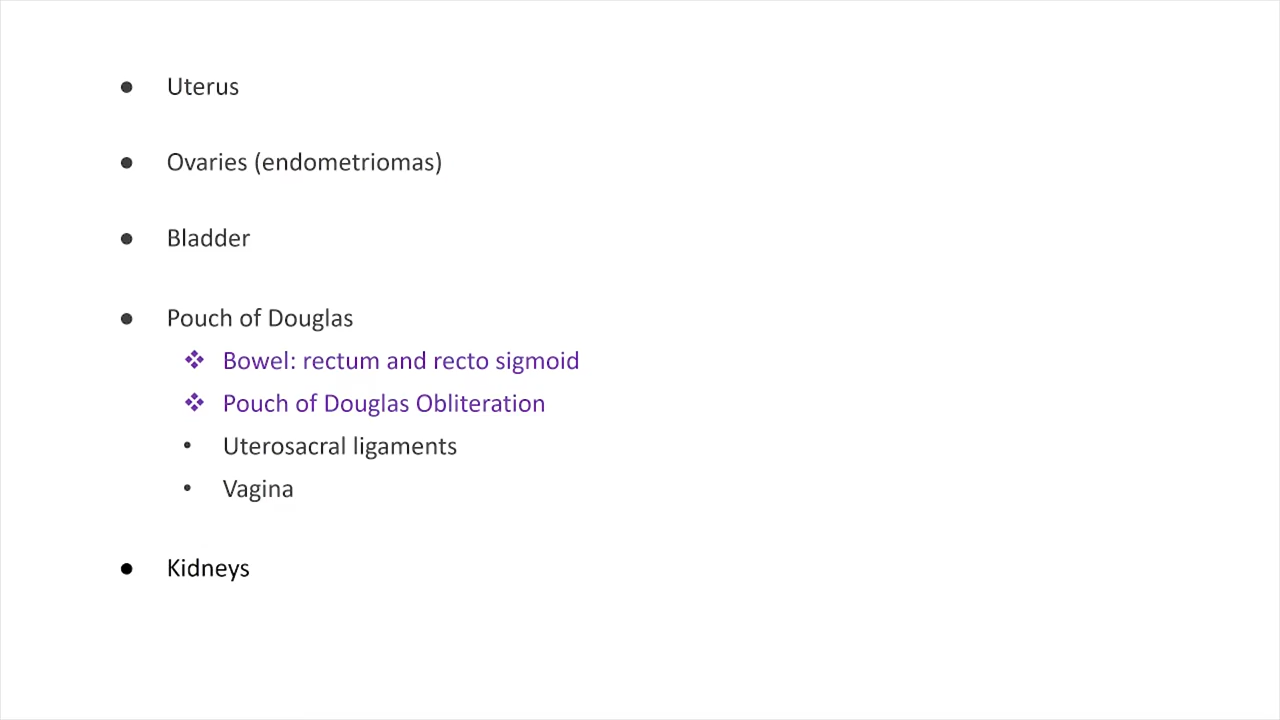 ● Uterus
● Ovaries (endometriomas)
● Bladder
● Pouch of Douglas
❖ Bowel: rectum and recto sigmoid
❖ Pouch of Douglas Obliteration
• Uterosacral ligaments
• Vagina
● Kidneys